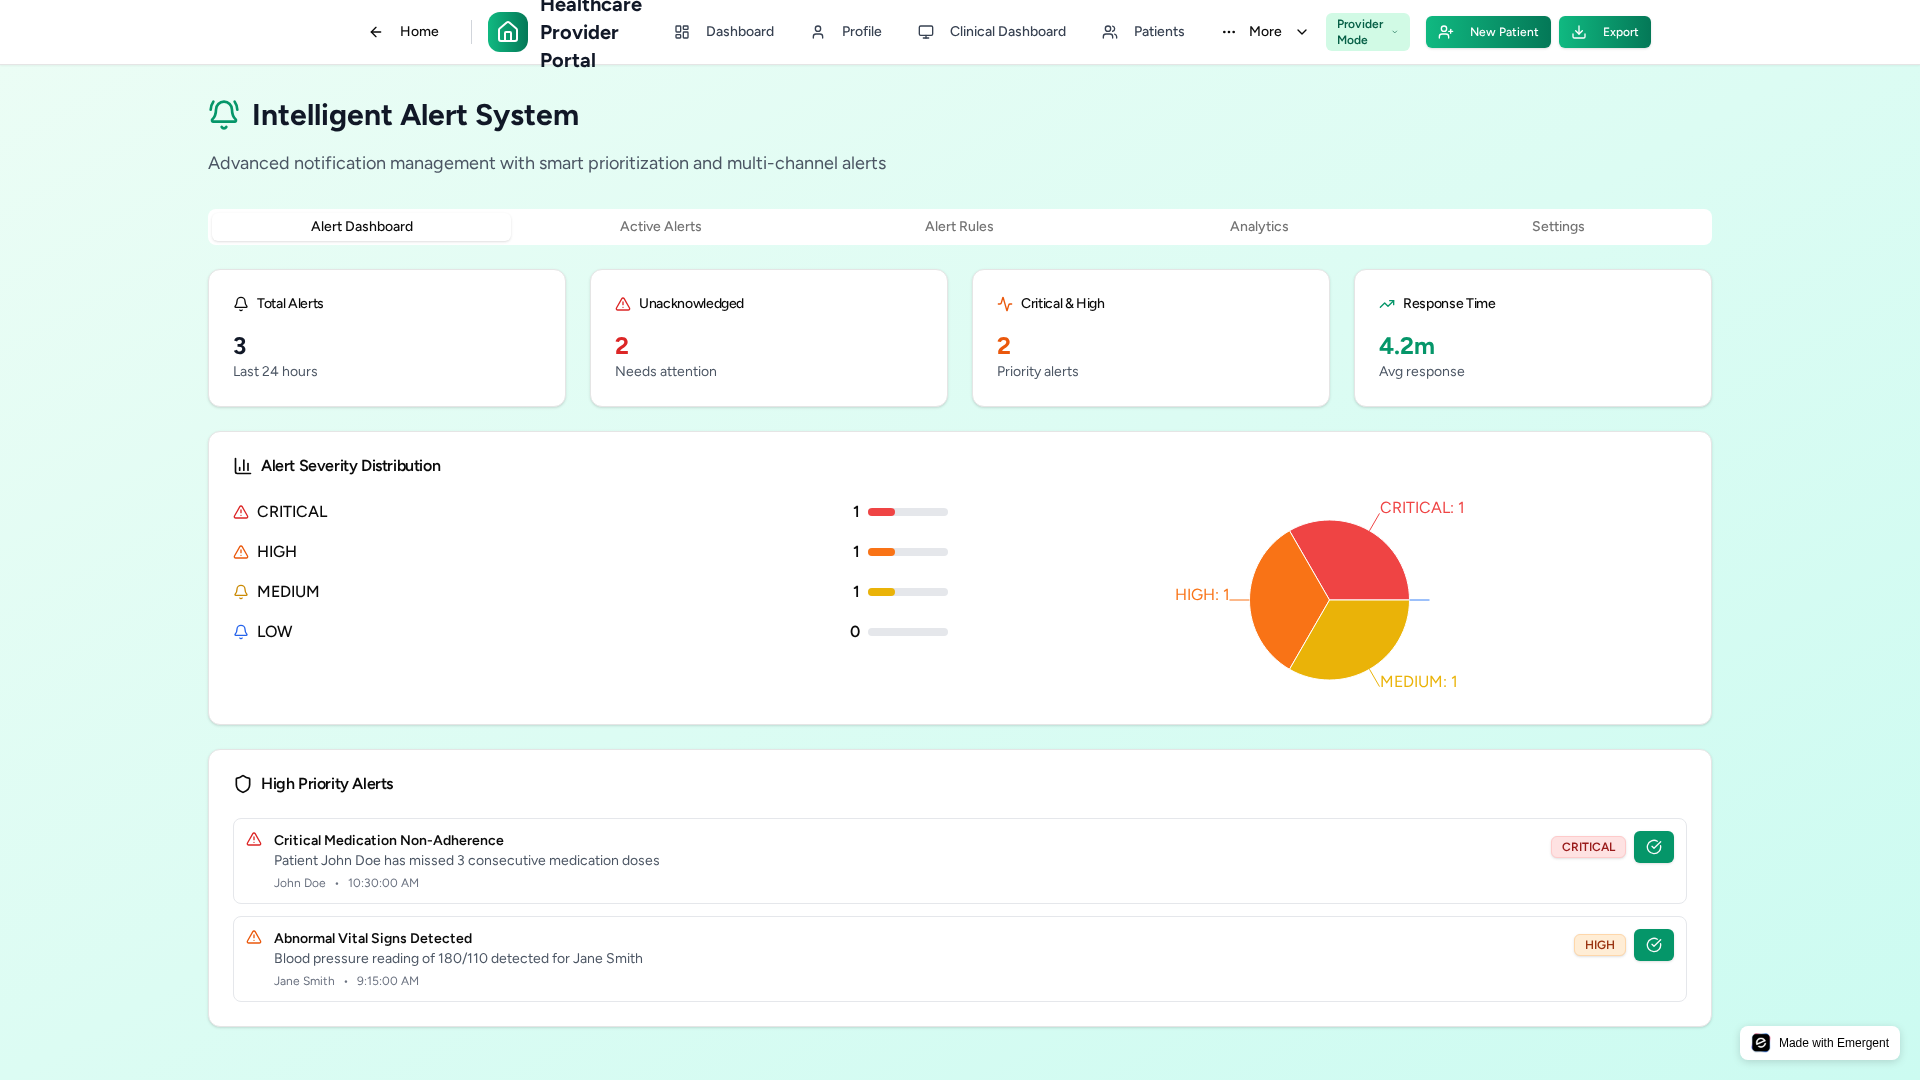 Home
Healthcare
Provider
Portal
Dashboard
Profile
Clinical Dashboard
Patients
More
Provider
Mode
New Patient
Export
Intelligent Alert System
Advanced notification management with smart prioritization and multi-channel alerts
Alert Dashboard
Active Alerts
Alert Rules
Analytics
Settings
Total Alerts
3
Last 24 hours
Unacknowledged
2
Needs attention
Critical & High
2
Priority alerts
Response Time
4.2m
Avg response
Alert Severity Distribution
CRITICAL 1
HIGH 1
MEDIUM 1
LOW 0
CRITICAL: 1
HIGH: 1
MEDIUM: 1
High Priority Alerts
Critical Medication Non-Adherence
Patient John Doe has missed 3 consecutive medication doses
John Doe • 10:30:00 AM
CRITICAL
Abnormal Vital Signs Detected
Blood pressure reading of 180/110 detected for Jane Smith
Jane Smith • 9:15:00 AM
HIGH
Made with Emergent